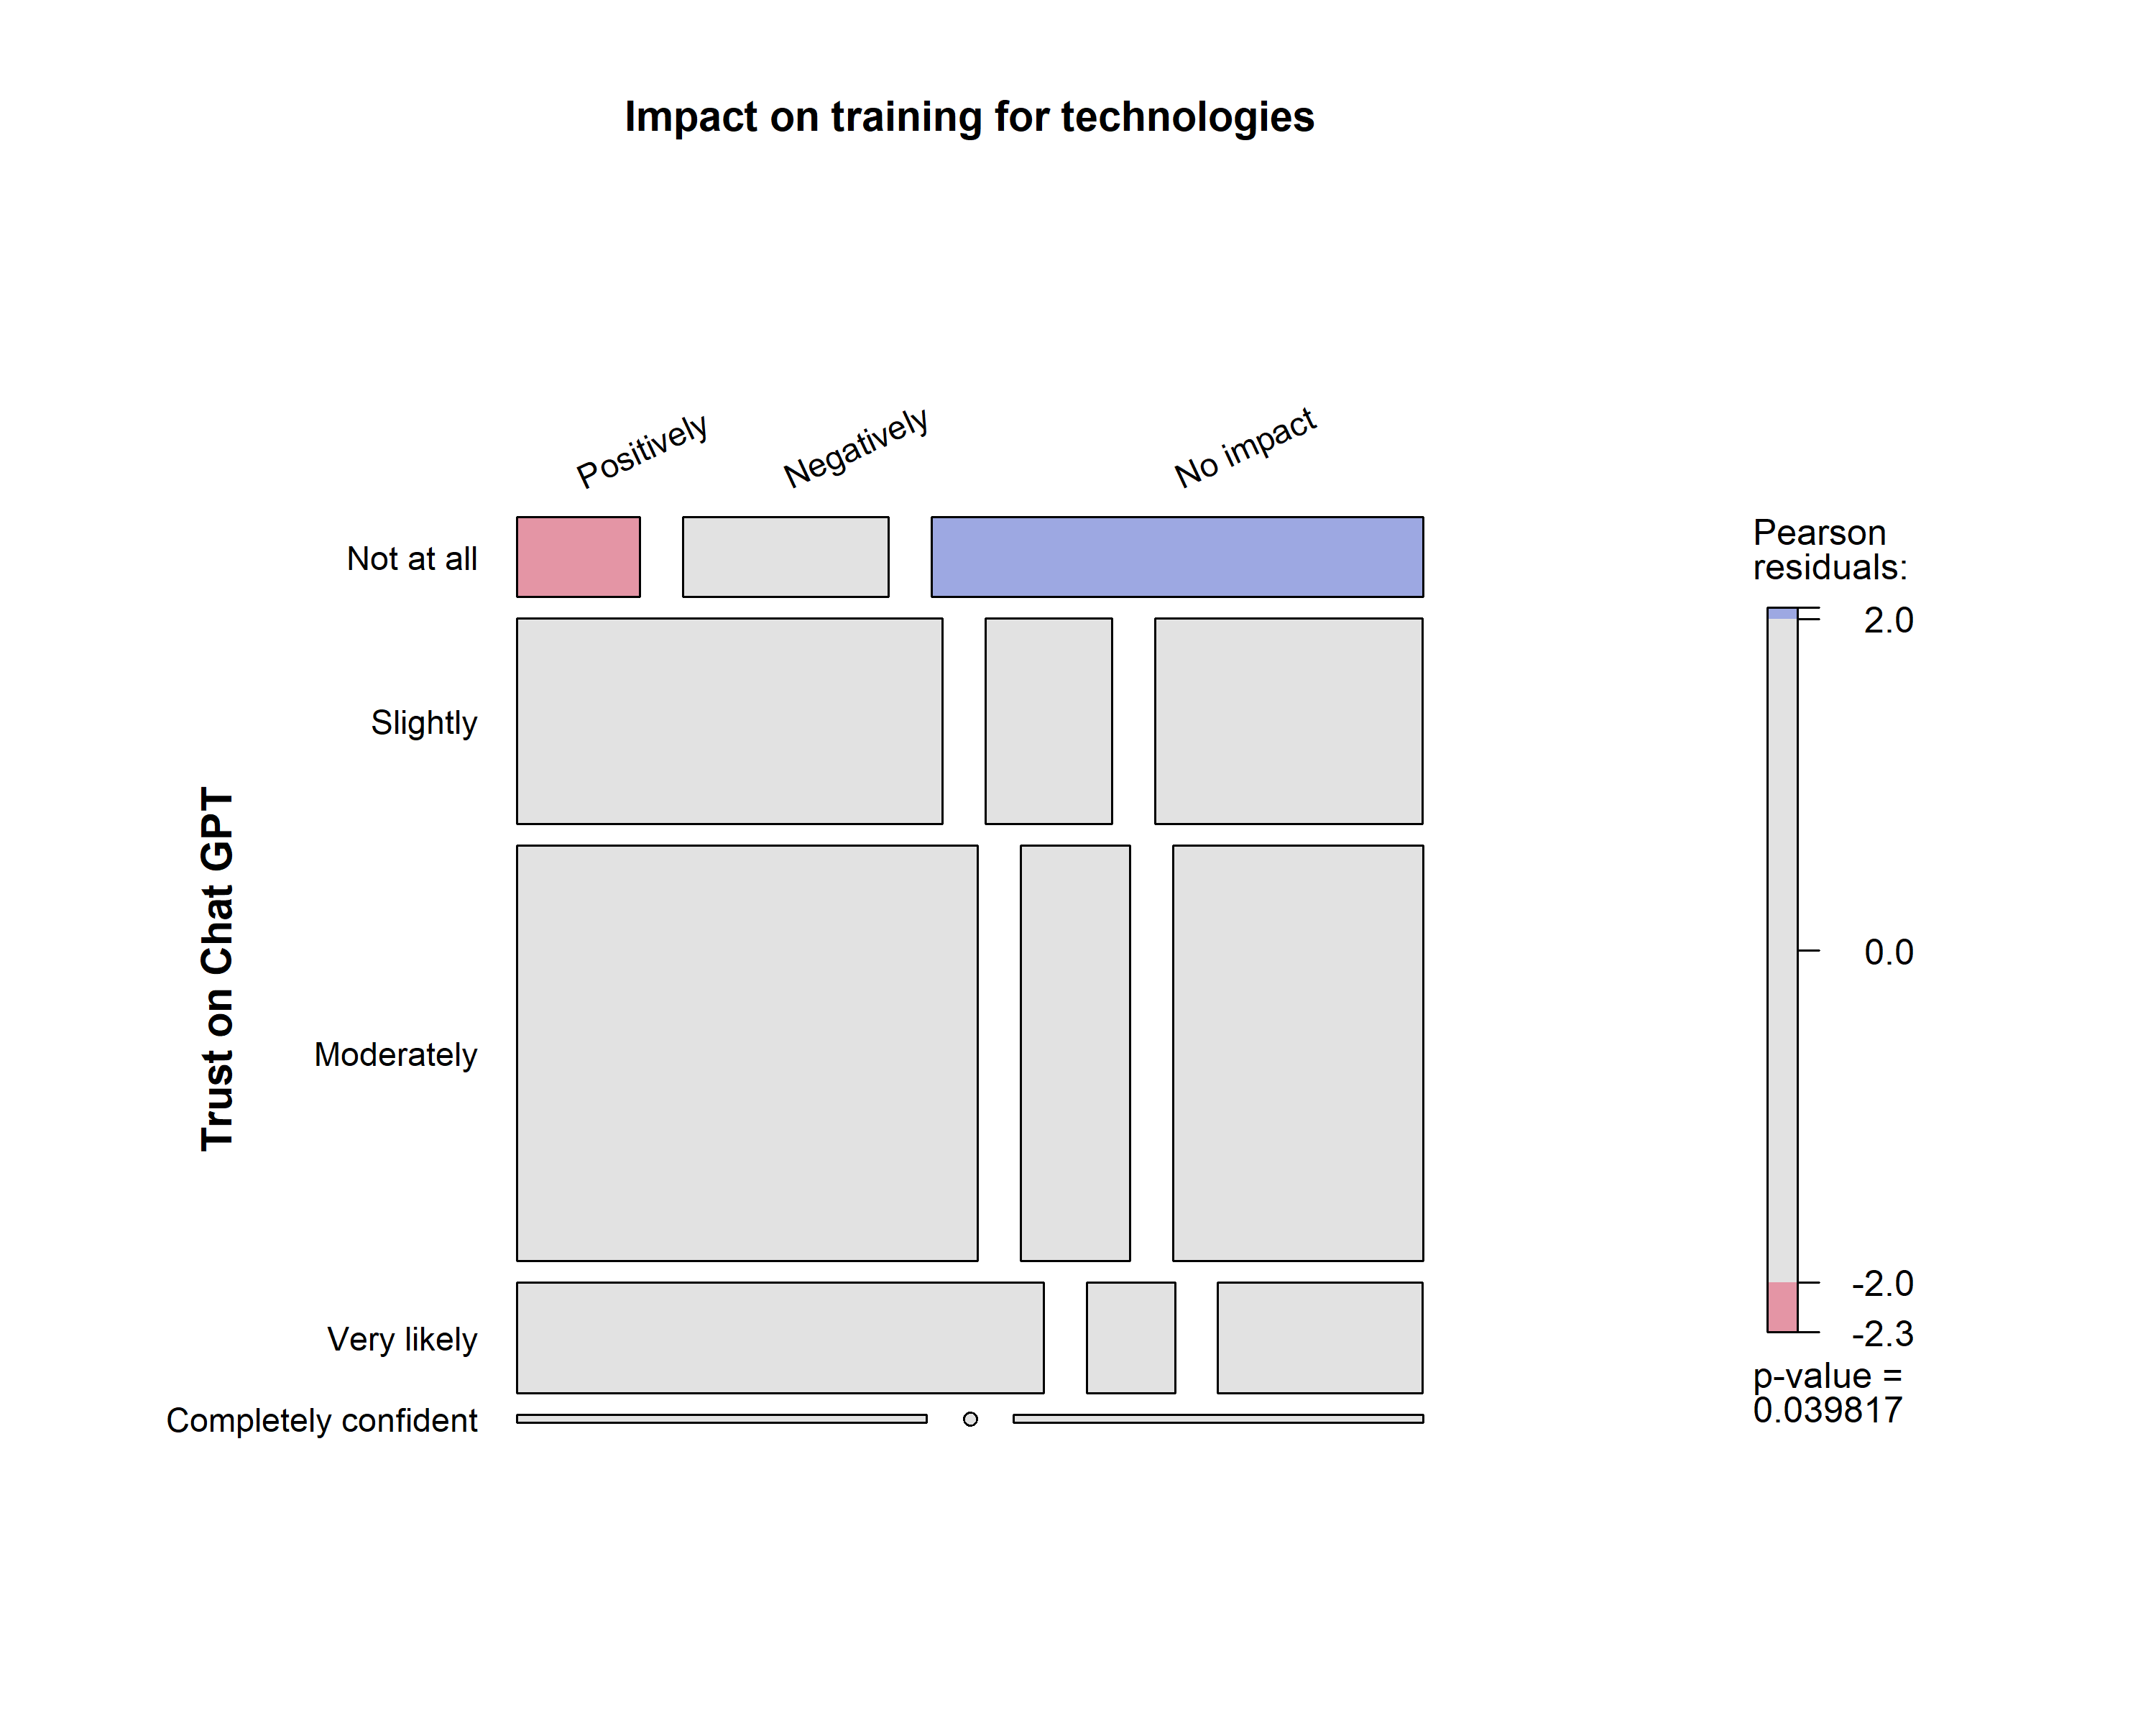 Impact on training for technologies
Positively
Negatively
No impact
Trust on Chat GPT
Not at all
Slightly
Moderately
Very likely
Completely confident
Pearson
residuals:
2.0
0.0
-2.0
-2.3
p-value =
0.039817